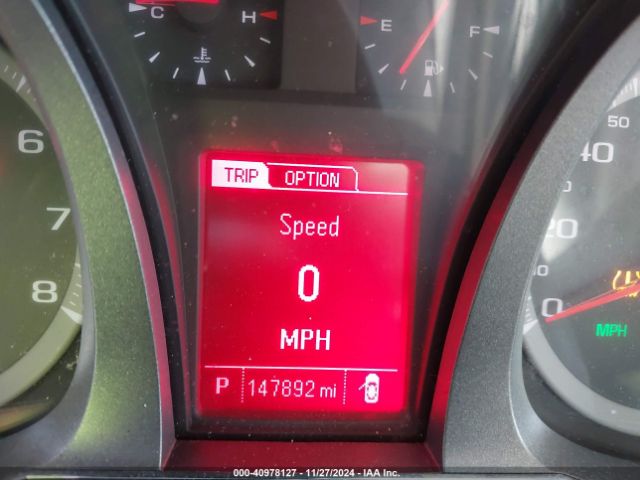 C H E F
TRIP OPTION
Speed
0
MPH
P 147892 mi
6
7
8
50
40
20
0
MPH
000-40978127 - 11/27/2024 - IAA Inc.